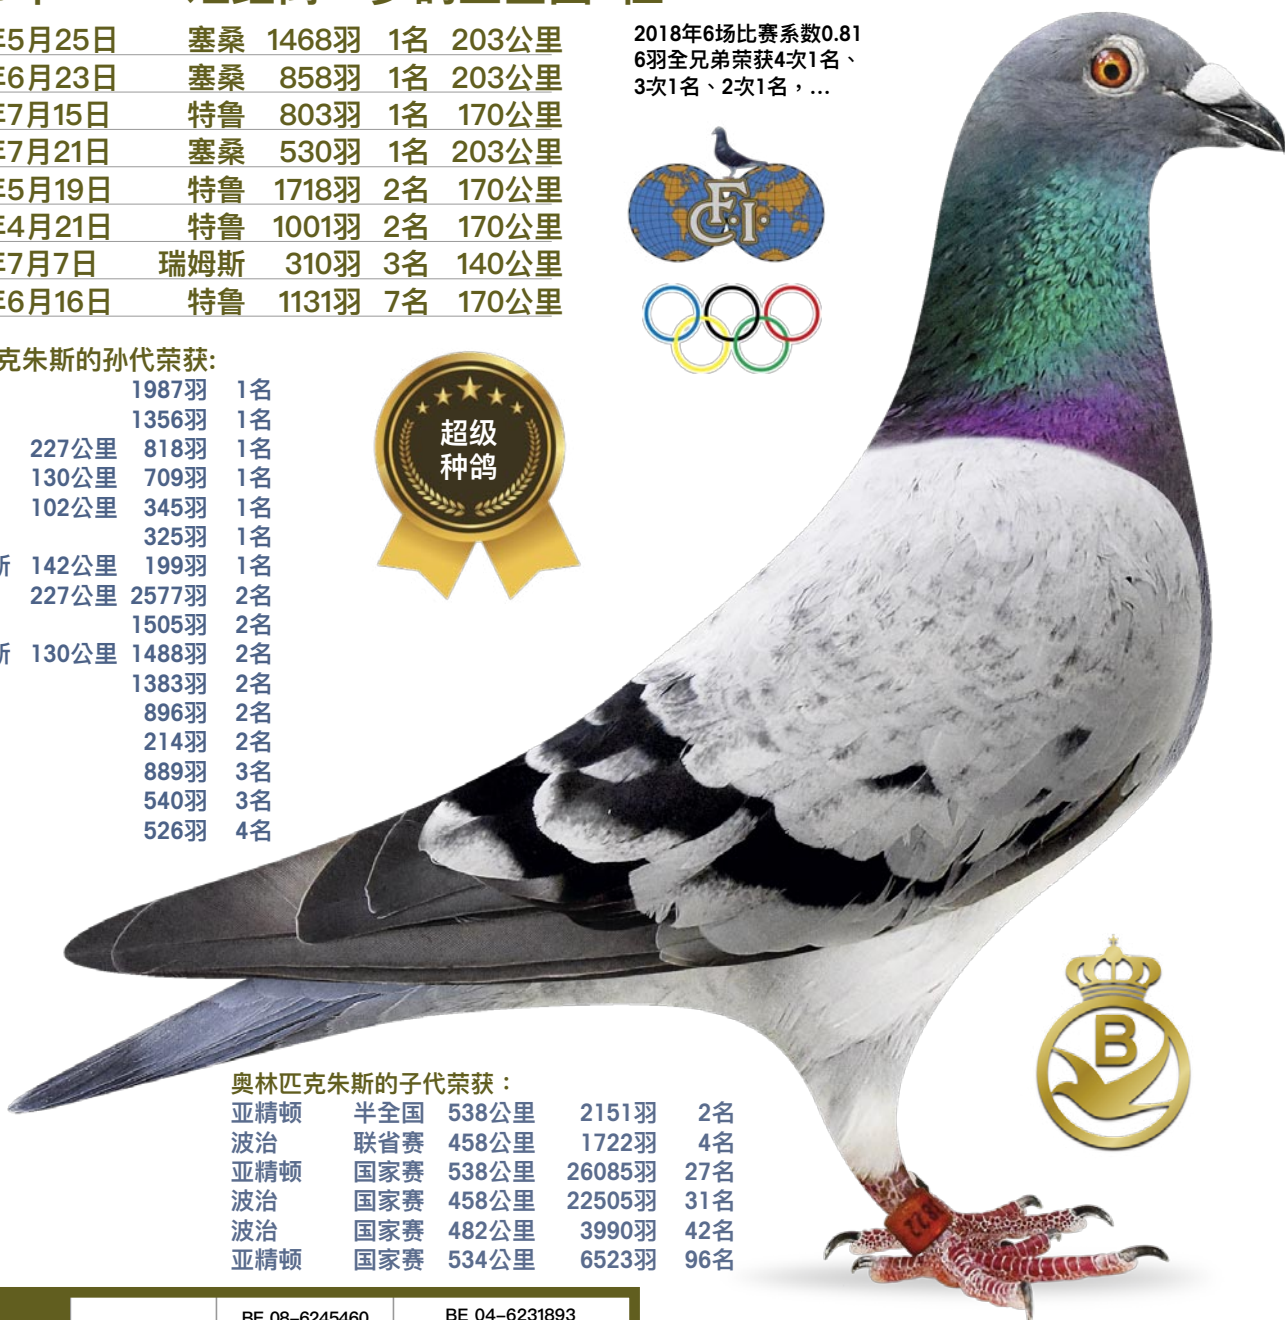 5月25日 塞桑 1468羽 1名 203公里
6月23日 塞桑 858羽 1名 203公里
7月15日 特鲁 803羽 1名 170公里
7月21日 塞桑 530羽 1名 203公里
5月19日 特鲁 1718羽 2名 170公里
4月21日 特鲁 1001羽 2名 170公里
7月7日 瑞姆斯 310羽 3名 140公里
6月16日 特鲁 1131羽 7名 170公里
2018年6场比赛系数0.81
6羽全兄弟荣获4次1名、
3次1名、2次1名，...
FCI
克朱斯的孙代荣获:
1987羽 1名
1356羽 1名
227公里 818羽 1名
130公里 709羽 1名
102公里 345羽 1名
325羽 1名
斯 142公里 199羽 1名
227公里 2577羽 2名
1505羽 2名
斯 130公里 1488羽 2名
1383羽 2名
896羽 2名
214羽 2名
889羽 3名
540羽 3名
526羽 4名
超级
种鸽
B
奥林匹克朱斯的子代荣获：
亚精顿 半全国 538公里 2151羽 2名
波治 联省赛 458公里 1722羽 4名
亚精顿 国家赛 538公里 26085羽 27名
波治 国家赛 458公里 22505羽 31名
波治 国家赛 482公里 3990羽 42名
亚精顿 国家赛 534公里 6523羽 96名
BE 08-6245460 BE 04-6231893